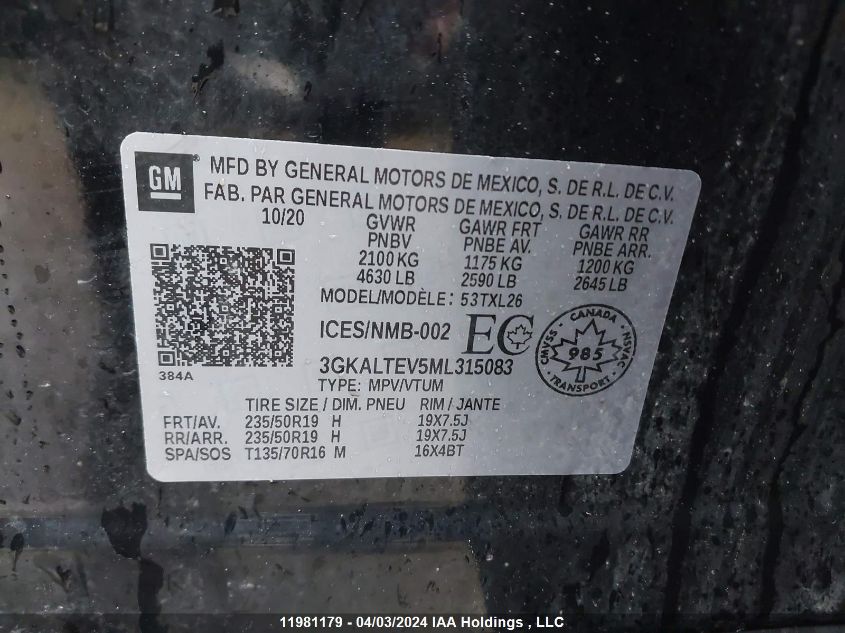 GM
MFD BY GENERAL MOTORS DE MEXICO, S. DE R.L. DE C.V.
FAB. PAR GENERAL MOTORS DE MEXICO, S. DE R.L. DE C.V.
10/20 GVWR GAWR FRT GAWR RR
PNBV PNBE AV. PNBE ARR.
2100 KG 1175 KG 1200 KG
4630 LB 2590 LB 2645 LB
MODEL/MODÈLE: 53TXL26
ICES/NMB-002 EC
CANADA
CMVSS 985 NSVAC
TRANSPORT
3GKALTEV5ML315083
384A
TYPE: MPV/VTUM
TIRE SIZE / DIM. PNEU RIM / JANTE
FRT/AV. 235/50R19 H 19X7.5J
RR/ARR. 235/50R19 H 19X7.5J
SPA/SOS T135/70R16 M 16X4BT
11981179 - 04/03/2024 IAA Holdings , LLC